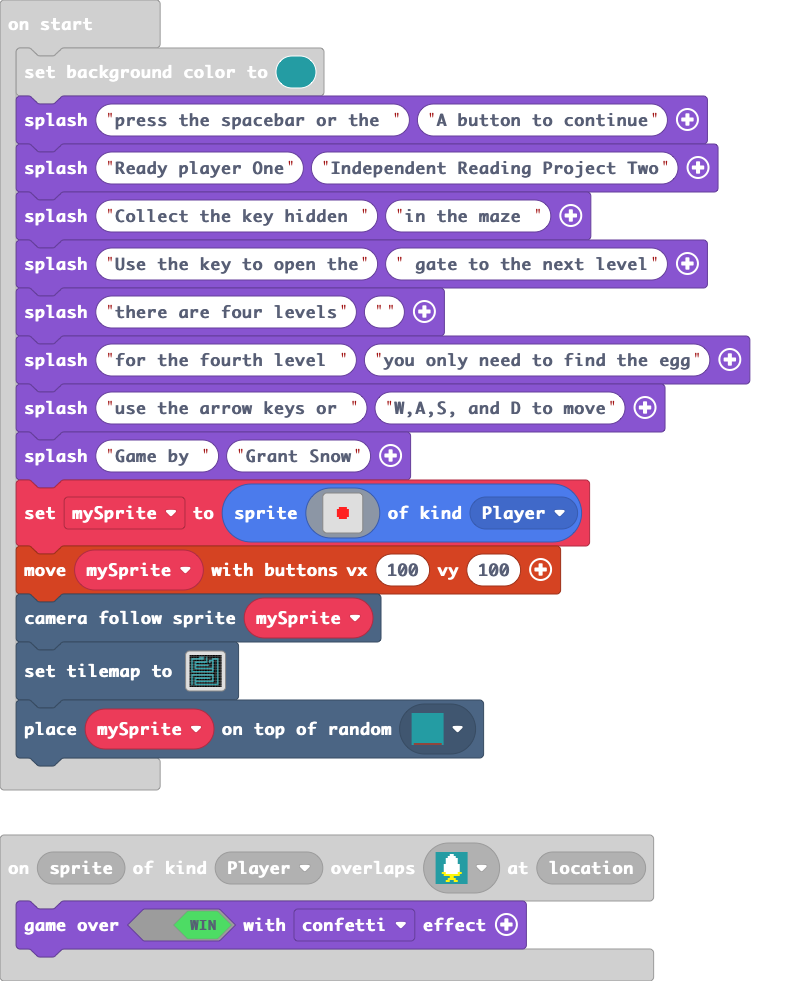 on start
set background color to
splash "press the spacebar or the " "A button to continue"
splash "Ready player One" "Independent Reading Project Two"
splash "Collect the key hidden " "in the maze "
splash "Use the key to open the" " gate to the next level"
splash "there are four levels" ""
splash "for the fourth level " "you only need to find the egg"
splash "use the arrow keys or " "W,A,S, and D to move"
splash "Game by " "Grant Snow"
set mySprite to sprite of kind Player
move mySprite with buttons vx 100 vy 100
camera follow sprite mySprite
set tilemap to
place mySprite on top of random
on sprite of kind Player overlaps at location
game over WIN with confetti effect